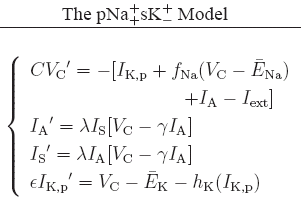 The pNa⁺₊sK⁺₋ Model
CV_C′ = −[I_K,p + f_Na(V_C − Ē_Na)
+I_A − I_ext]
I_A′ = λI_S[V_C − γI_A]
I_S′ = λI_A[V_C − γI_A]
ϵI_K,p′ = V_C − Ē_K − h_K(I_K,p)